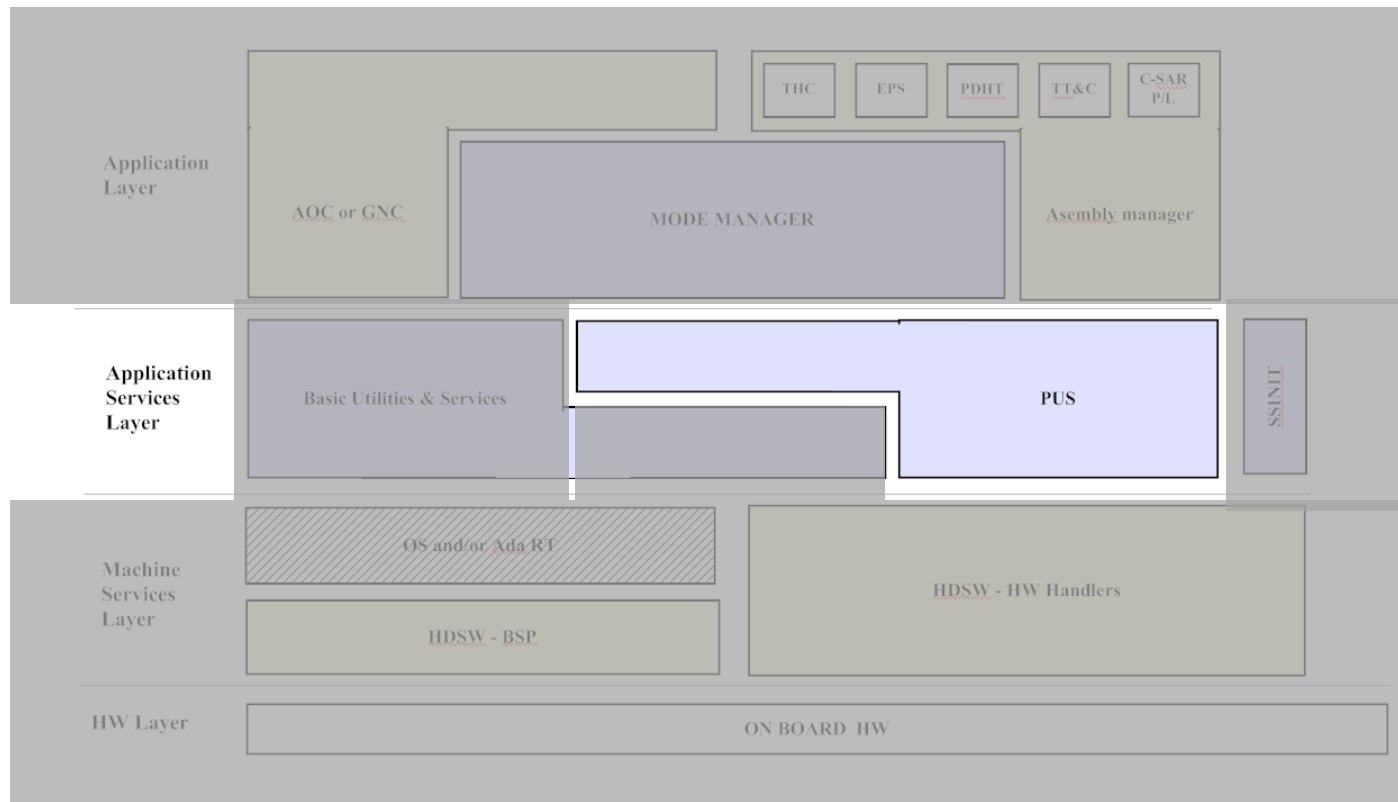 THC
EPS
PDHT
TT&C
C-SAR
P/L
Application
Layer
AOC or GNC
MODE MANAGER
Asembly manager
Application
Services
Layer
Basic Utilities & Services
PUS
SSINIT
OS and/or Ada RT
Machine
Services
Layer
HDSW - HW Handlers
HDSW - BSP
HW Layer
ON BOARD HW